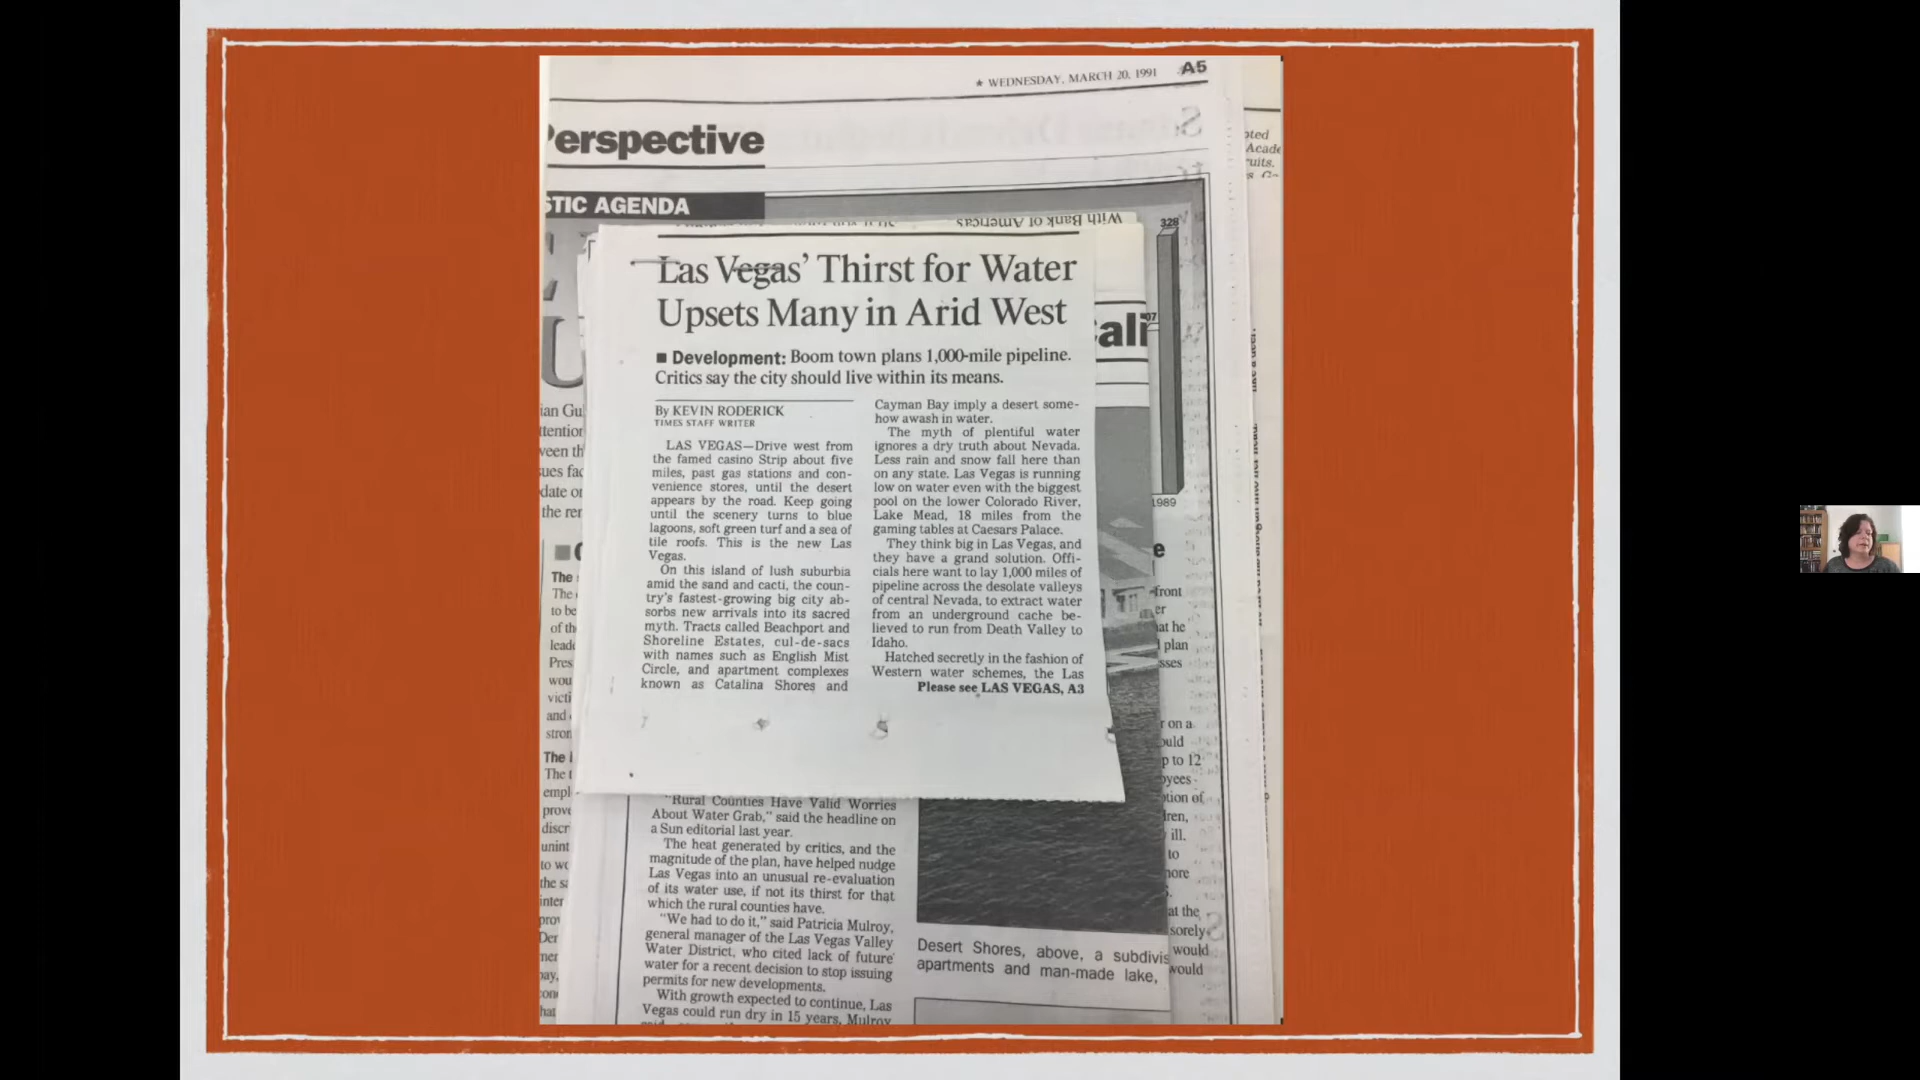 ★ WEDNESDAY, MARCH 20, 1991 A5
Perspective
STIC AGENDA
With Bank of America's
328
Las Vegas' Thirst for Water
Upsets Many in Arid West
■ Development: Boom town plans 1,000-mile pipeline.
Critics say the city should live within its means.
By KEVIN RODERICK
TIMES STAFF WRITER
LAS VEGAS—Drive west from
the famed casino Strip about five
miles, past gas stations and con-
venience stores, until the desert
appears by the road. Keep going
until the scenery turns to blue
lagoons, soft green turf and a sea of
tile roofs. This is the new Las
Vegas.
On this island of lush suburbia
amid the sand and cacti, the coun-
try's fastest-growing big city ab-
sorbs new arrivals into its sacred
myth. Tracts called Beachport and
Shoreline Estates, cul-de-sacs
with names such as English Mist
Circle, and apartment complexes
known as Catalina Shores and
Cayman Bay imply a desert some-
how awash in water.
The myth of plentiful water
ignores a dry truth about Nevada.
Less rain and snow fall here than
on any state. Las Vegas is running
low on water even with the biggest
pool on the lower Colorado River,
Lake Mead, 18 miles from the
gaming tables at Caesars Palace.
They think big in Las Vegas, and
they have a grand solution. Offi-
cials here want to lay 1,000 miles of
pipeline across the desolate valleys
of central Nevada, to extract water
from an underground cache be-
lieved to run from Death Valley to
Idaho.
Hatched secretly in the fashion of
Western water schemes, the Las
Please see LAS VEGAS, A3
1989
"Rural Counties Have Valid Worries
About Water Grab," said the headline on
a Sun editorial last year.
The heat generated by critics, and the
magnitude of the plan, have helped nudge
Las Vegas into an unusual re-evaluation
of its water use, if not its thirst for that
which the rural counties have.
"We had to do it," said Patricia Mulroy,
general manager of the Las Vegas Valley
Water District, who cited lack of future
water for a recent decision to stop issuing
permits for new developments.
With growth expected to continue, Las
Vegas could run dry in 15 years, Mulroy
Desert Shores, above, a subdivis
apartments and man-made lake,